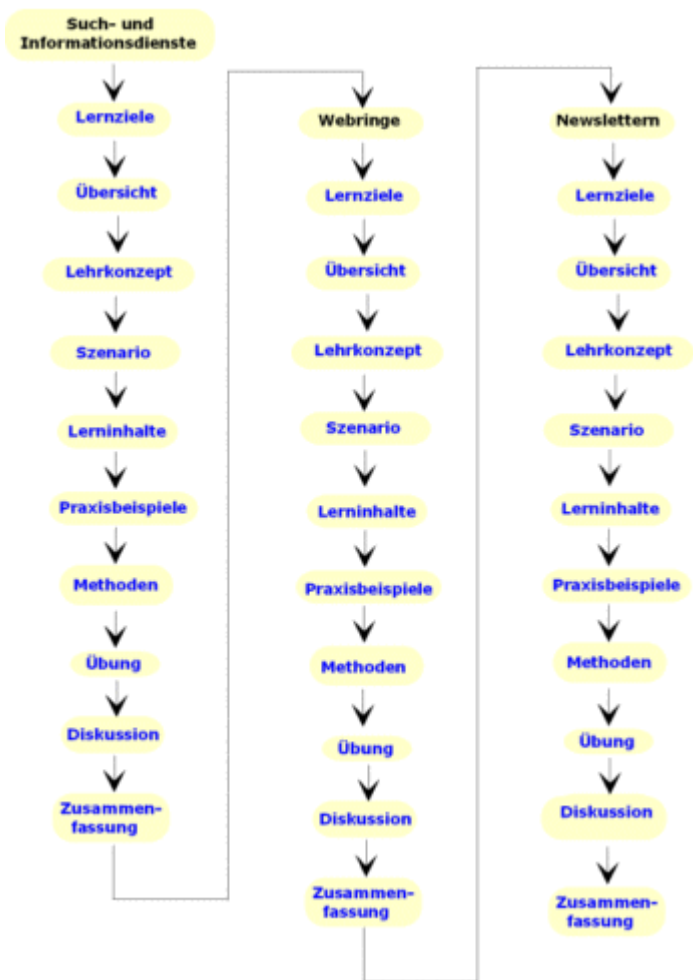 Such- und
Informationsdienste
Lernziele
Übersicht
Lehrkonzept
Szenario
Lerninhalte
Praxisbeispiele
Methoden
Übung
Diskussion
Zusammen-
fassung
Webringe
Lernziele
Übersicht
Lehrkonzept
Szenario
Lerninhalte
Praxisbeispiele
Methoden
Übung
Diskussion
Zusammen-
fassung
Newslettern
Lernziele
Übersicht
Lehrkonzept
Szenario
Lerninhalte
Praxisbeispiele
Methoden
Übung
Diskussion
Zusammen-
fassung